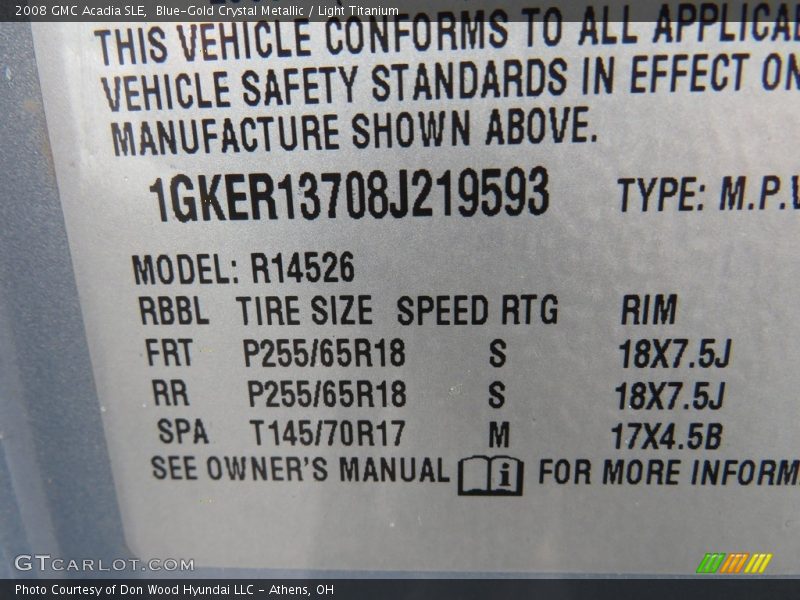 2008 GMC Acadia SLE, Blue-Gold Crystal Metallic / Light Titanium
THIS VEHICLE CONFORMS TO ALL
VEHICLE SAFETY STANDARDS IN EFFECT ON
MANUFACTURE SHOWN ABOVE.
1GKER13708J219593 TYPE: M.P.V
MODEL: R14526
RBBL TIRE SIZE SPEED RTG RIM
FRT P255/65R18 S 18X7.5J
RR P255/65R18 S 18X7.5J
SPA T145/70R17 M 17X4.5B
SEE OWNER'S MANUAL i FOR MORE INFORM
GTCARLOT.COM
Photo Courtesy of Don Wood Hyundai LLC - Athens, OH